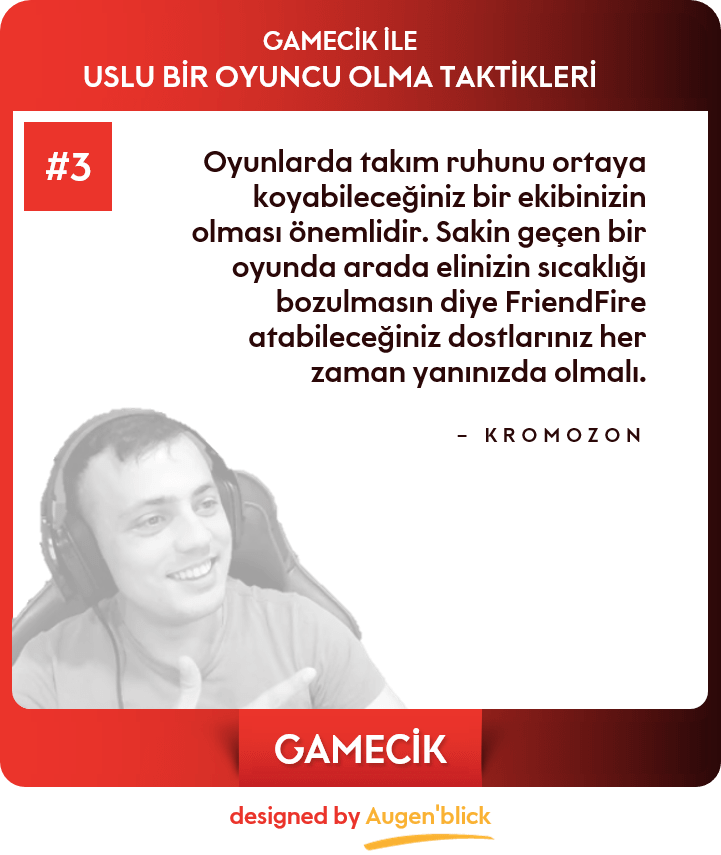 GAMECİK İLE
USLU BİR OYUNCU OLMA TAKTİKLERİ
#3
Oyunlarda takım ruhunu ortaya
koyabileceğiniz bir ekibinizin
olması önemlidir. Sakin geçen bir
oyunda arada elinizin sıcaklığı
bozulmasın diye FriendFire
atabileceğiniz dostlarınız her
zaman yanınızda olmalı.
– KROMOZON
GAMECİK
designed by Augen'blick